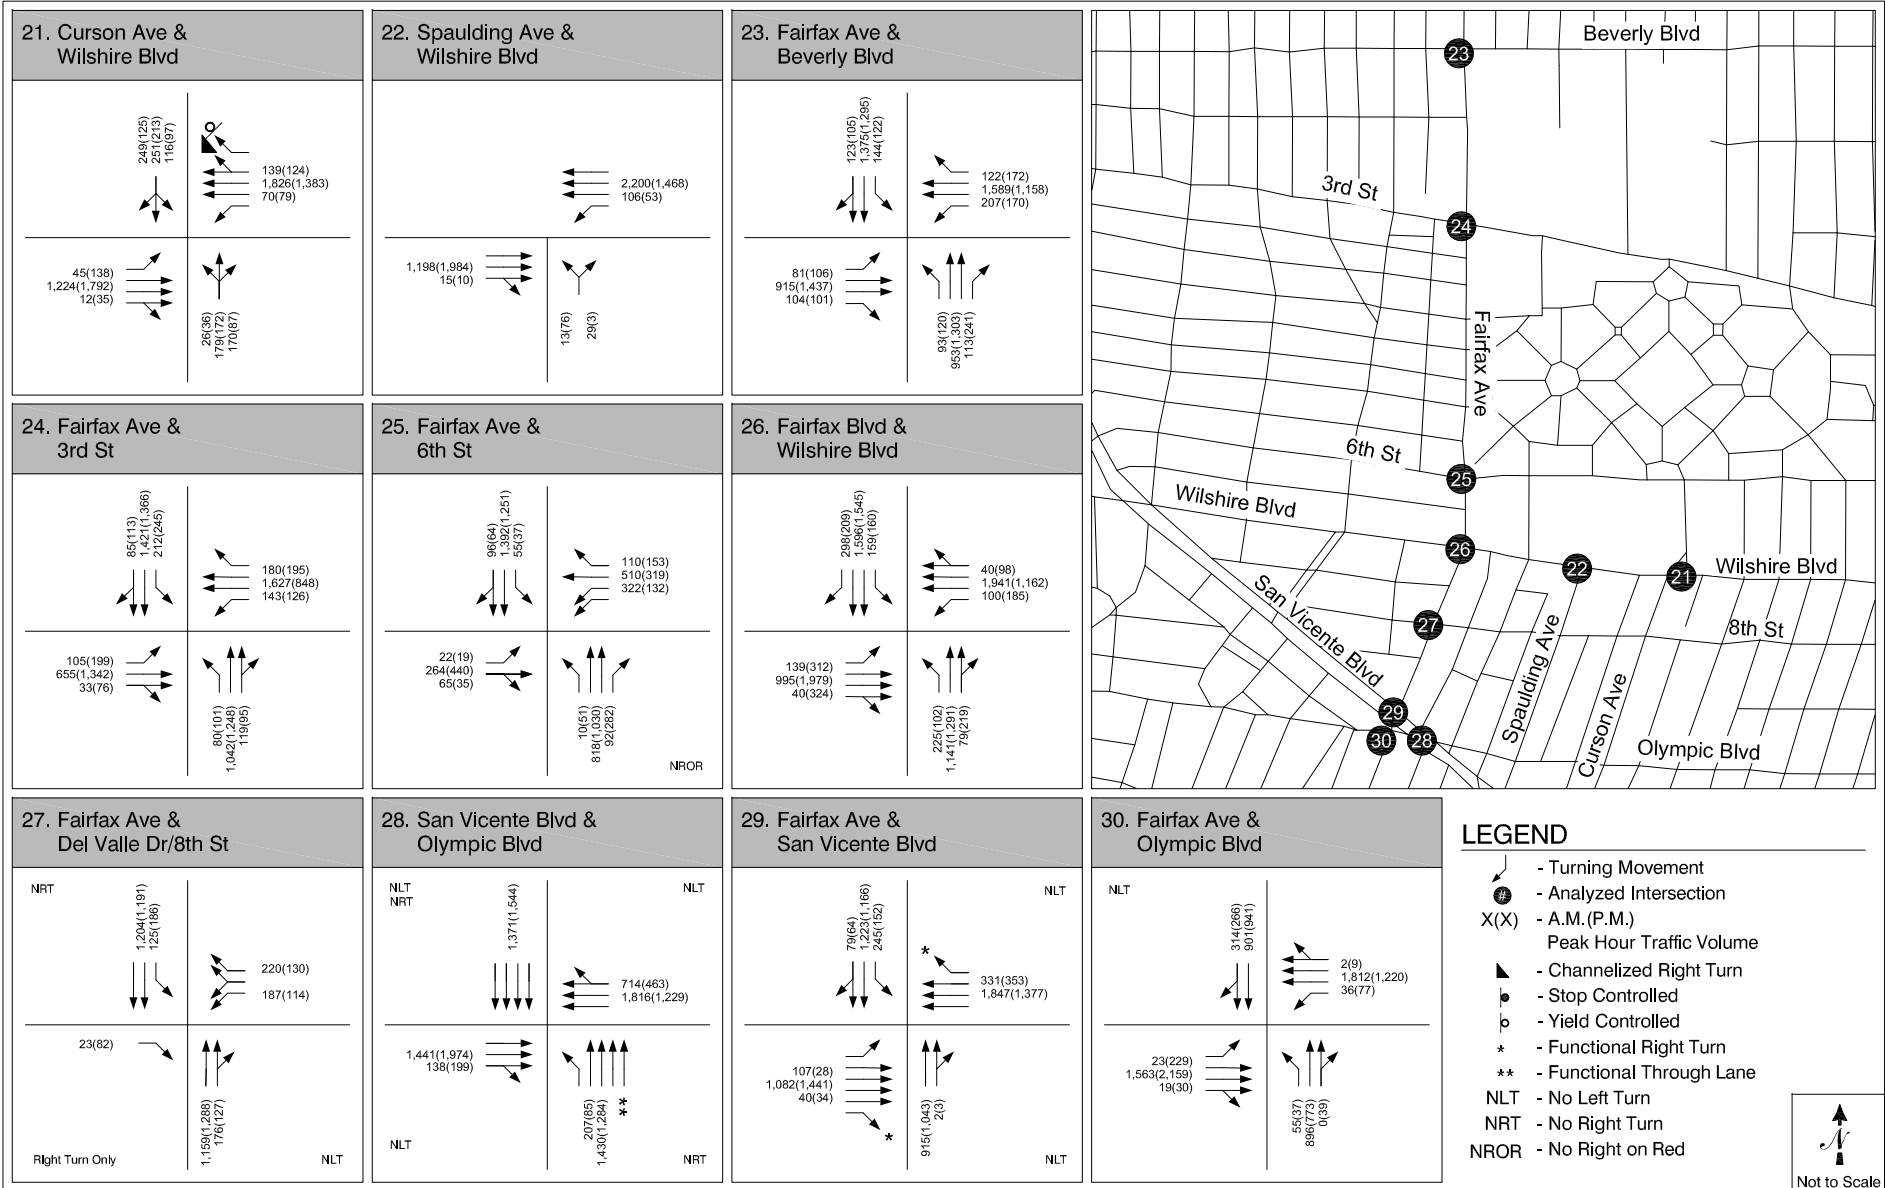 21. Curson Ave &
Wilshire Blvd
249(125)
251(213)
116(97)
139(124)
1,826(1,383)
70(79)
45(138)
1,224(1,792)
12(35)
26(36)
179(172)
170(87)
22. Spaulding Ave &
Wilshire Blvd
2,200(1,468)
106(53)
1,198(1,984)
15(10)
13(76)
29(3)
23. Fairfax Ave &
Beverly Blvd
123(105)
1,375(1,295)
144(122)
122(172)
1,589(1,158)
207(170)
81(106)
915(1,437)
104(101)
93(120)
953(1,303)
113(241)
24. Fairfax Ave &
3rd St
85(113)
1,421(1,366)
212(245)
180(195)
1,627(848)
143(126)
105(199)
655(1,342)
33(76)
80(101)
1,042(1,248)
119(95)
25. Fairfax Ave &
6th St
96(64)
1,392(1,251)
55(37)
110(153)
510(319)
322(132)
22(19)
264(440)
65(35)
10(51)
818(1,030)
92(282)
NROR
26. Fairfax Blvd &
Wilshire Blvd
298(209)
1,596(1,545)
159(160)
40(98)
1,941(1,162)
100(185)
139(312)
995(1,979)
40(324)
225(102)
1,141(1,291)
79(219)
27. Fairfax Ave &
Del Valle Dr/8th St
NRT
1,204(1,191)
125(186)
220(130)
187(114)
23(82)
1,159(1,288)
176(127)
Right Turn Only
NLT
28. San Vicente Blvd &
Olympic Blvd
NLT
NRT
1,371(1,544)
NLT
714(463)
1,816(1,229)
1,441(1,974)
138(199)
207(85)
1,430(1,284)
**
NLT
NRT
29. Fairfax Ave &
San Vicente Blvd
79(64)
1,223(1,166)
245(152)
NLT
*
331(353)
1,847(1,377)
107(28)
1,082(1,441)
40(34)
*
915(1,043)
2(3)
NLT
30. Fairfax Ave &
Olympic Blvd
NLT
314(266)
901(941)
2(9)
1,812(1,220)
36(77)
23(229)
1,563(2,159)
19(30)
55(37)
896(773)
0(39)
Beverly Blvd
23
3rd St
24
Fairfax Ave
6th St
25
Wilshire Blvd
26
22
21
Wilshire Blvd
San Vicente Blvd
27
8th St
Spaulding Ave
Curson Ave
29
30
28
Olympic Blvd
LEGEND
- Turning Movement
# - Analyzed Intersection
X(X) - A.M.(P.M.)
Peak Hour Traffic Volume
- Channelized Right Turn
- Stop Controlled
- Yield Controlled
* - Functional Right Turn
** - Functional Through Lane
NLT - No Left Turn
NRT - No Right Turn
NROR - No Right on Red
N
Not to Scale